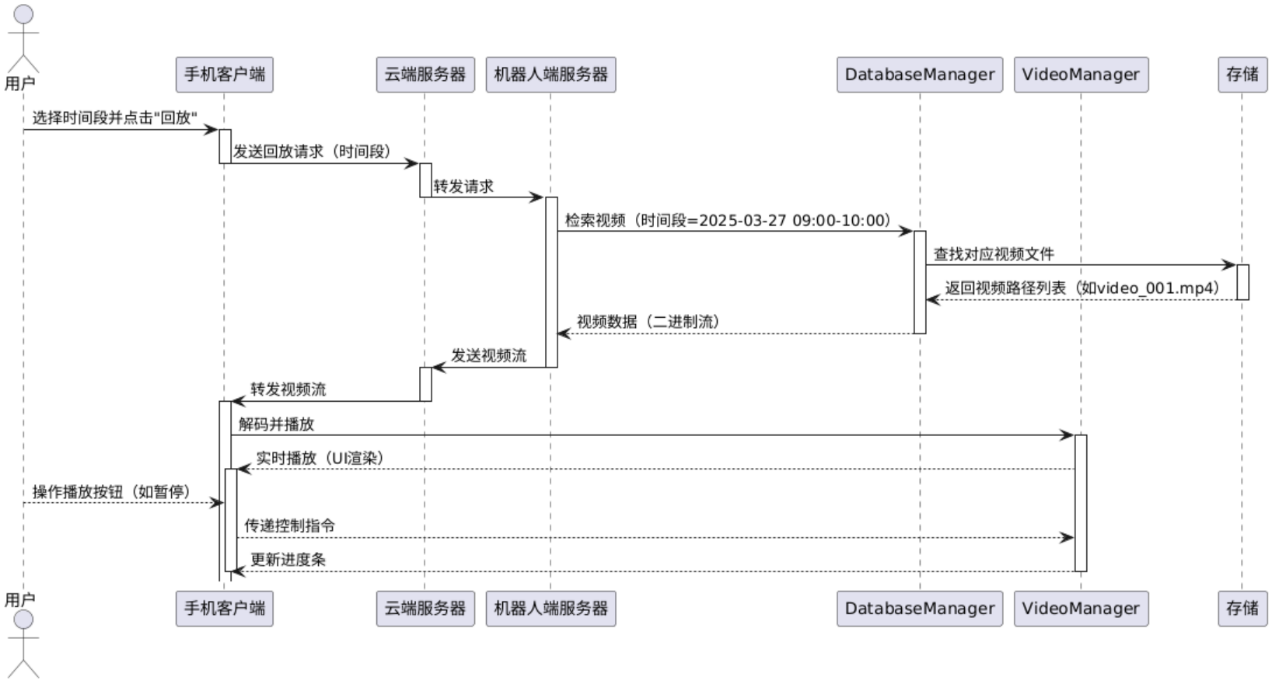 用户
手机客户端
云端服务器
机器人端服务器
DatabaseManager
VideoManager
存储
选择时间段并点击"回放"
发送回放请求（时间段）
转发请求
检索视频（时间段=2025-03-27 09:00-10:00）
查找对应视频文件
返回视频路径列表（如video_001.mp4）
视频数据（二进制流）
发送视频流
转发视频流
解码并播放
实时播放（UI渲染）
操作播放按钮（如暂停）
传递控制指令
更新进度条
用户
手机客户端
云端服务器
机器人端服务器
DatabaseManager
VideoManager
存储